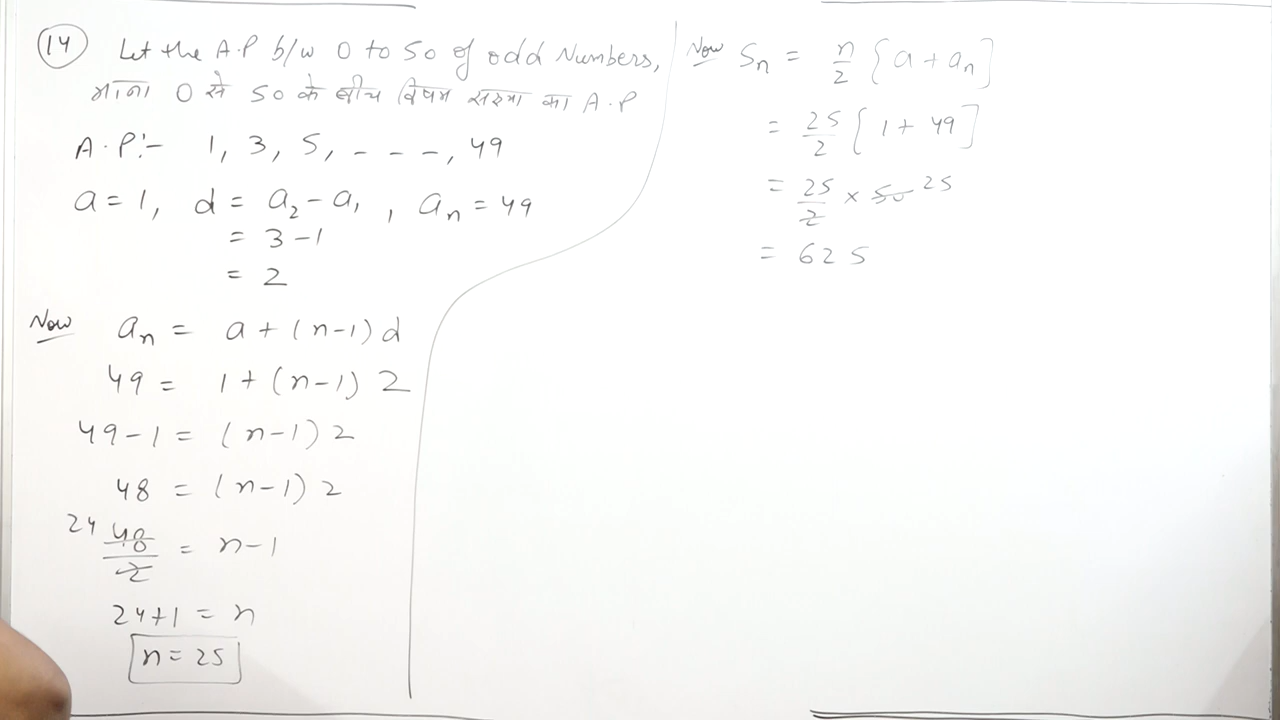 14 Let the A.P b/w 0 to 50 of odd Numbers,
माना 0 से 50 के बीच विषम संख्या का A.P
A.P:- 1, 3, 5, - - -, 49
a = 1, d = a₂ - a₁ , aₙ = 49
= 3 - 1
= 2
Now aₙ = a + (n-1) d
49 = 1 + (n-1) 2
49 - 1 = (n-1) 2
48 = (n-1) 2
24 48/2 = n-1
24+1 = n
n = 25
Now Sₙ = n/2 [a + aₙ]
= 25/2 [1 + 49]
= 25/2 × 50 25
= 625